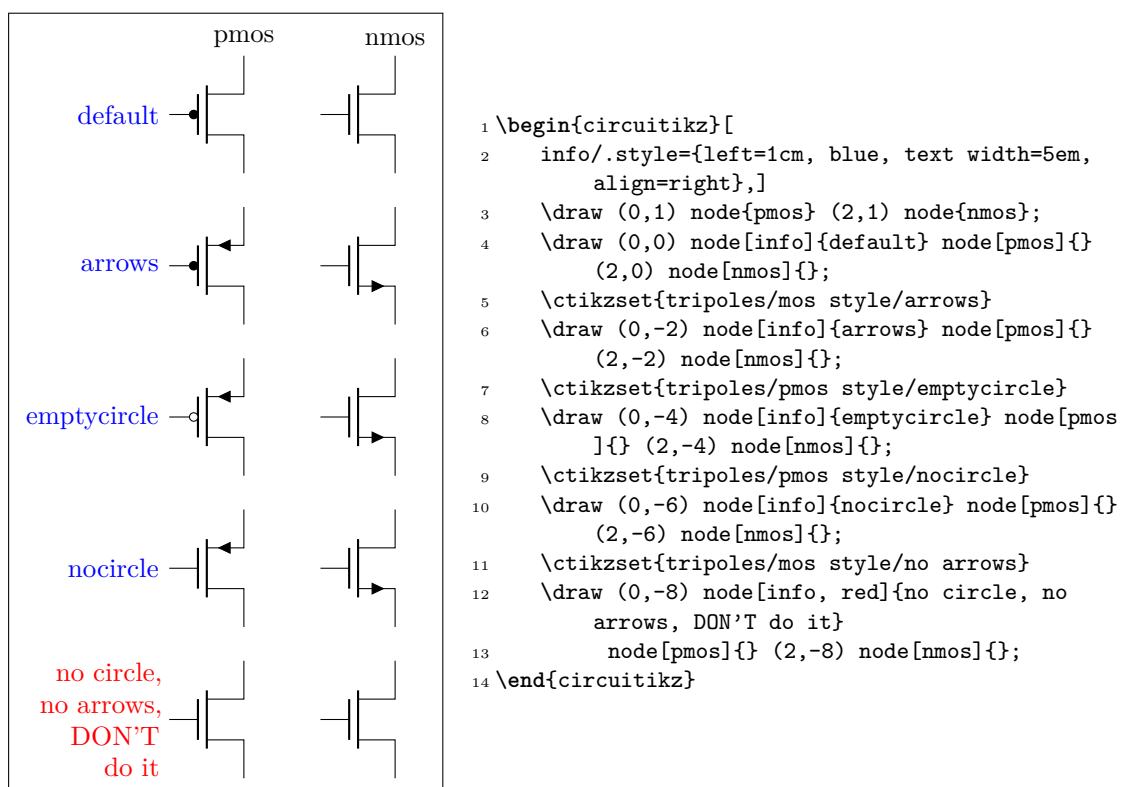 pmos nmos
default
arrows
emptycircle
nocircle
no circle,
no arrows,
DON'T
do it
1 \begin{circuitikz}[
2 info/.style={left=1cm, blue, text width=5em,
align=right},]
3 \draw (0,1) node{pmos} (2,1) node{nmos};
4 \draw (0,0) node[info]{default} node[pmos]{}
(2,0) node[nmos]{};
5 \ctikzset{tripoles/mos style/arrows}
6 \draw (0,-2) node[info]{arrows} node[pmos]{}
(2,-2) node[nmos]{};
7 \ctikzset{tripoles/pmos style/emptycircle}
8 \draw (0,-4) node[info]{emptycircle} node[pmos
]{} (2,-4) node[nmos]{};
9 \ctikzset{tripoles/pmos style/nocircle}
10 \draw (0,-6) node[info]{nocircle} node[pmos]{}
(2,-6) node[nmos]{};
11 \ctikzset{tripoles/mos style/no arrows}
12 \draw (0,-8) node[info, red]{no circle, no
arrows, DON'T do it}
13 node[pmos]{} (2,-8) node[nmos]{};
14 \end{circuitikz}